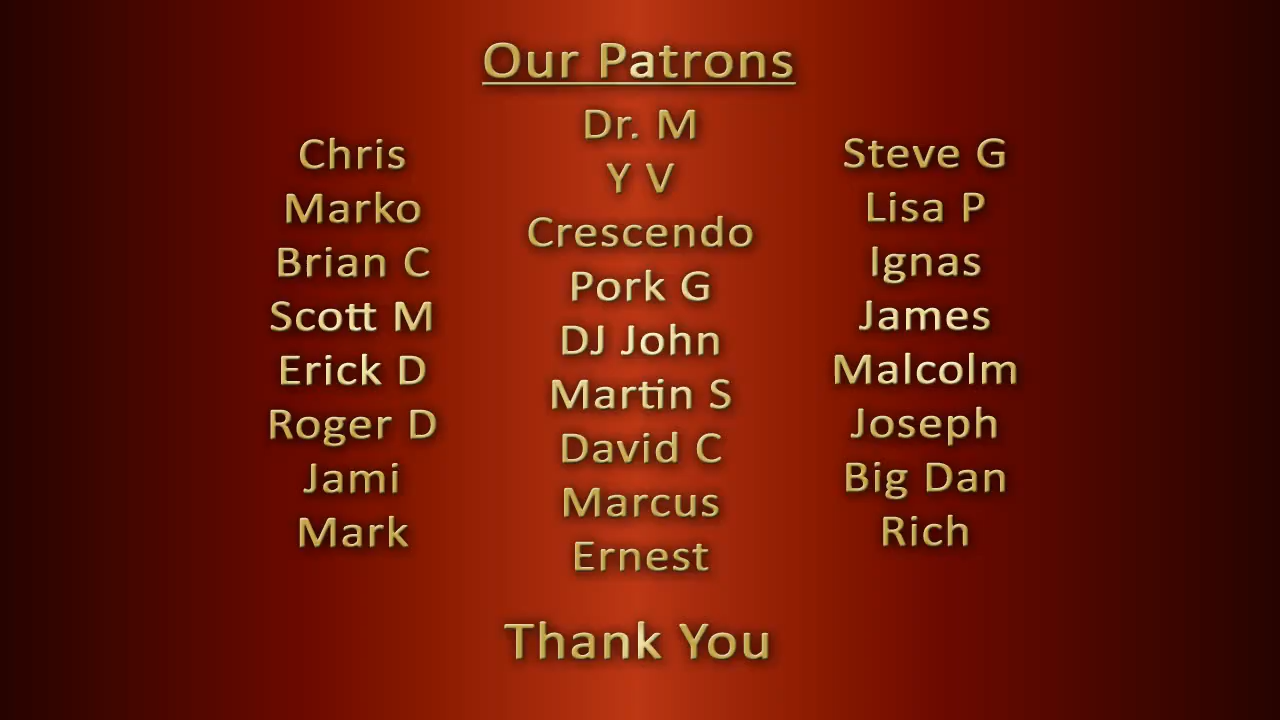 Our Patrons
Chris
Marko
Brian C
Scott M
Erick D
Roger D
Jami
Mark
Dr. M
Y V
Crescendo
Pork G
DJ John
Martin S
David C
Marcus
Ernest
Steve G
Lisa P
Ignas
James
Malcolm
Joseph
Big Dan
Rich
Thank You